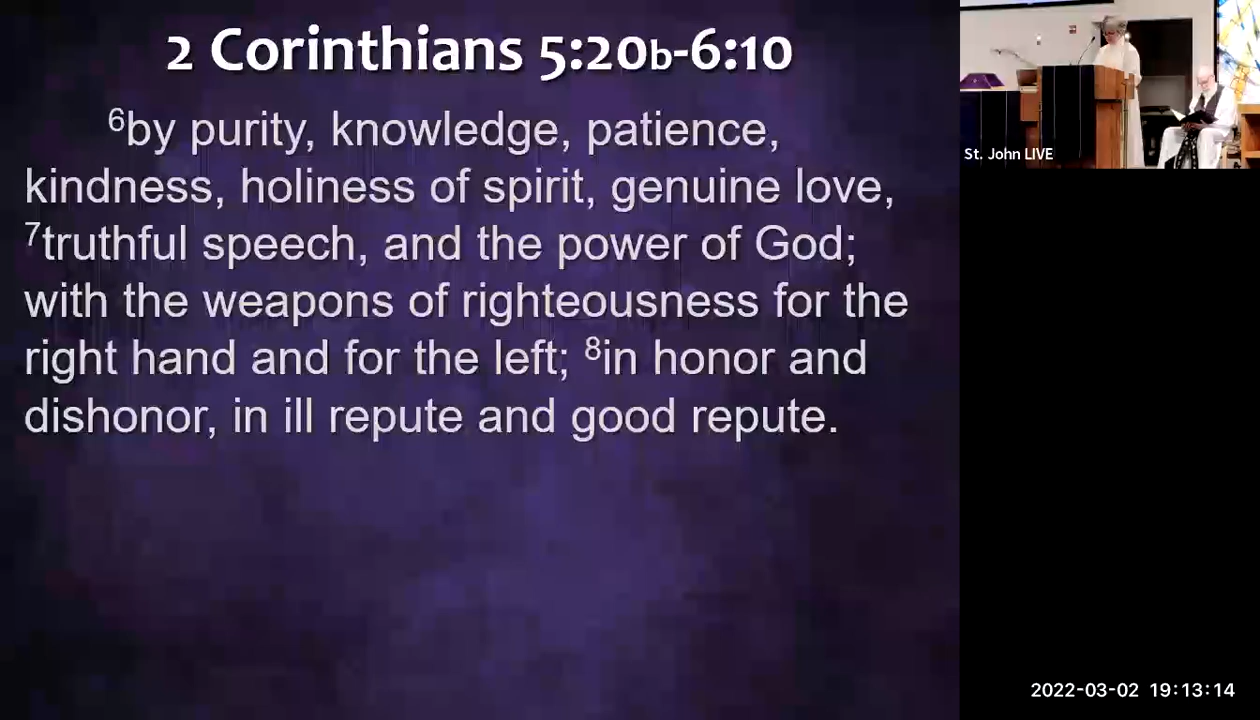 2 Corinthians 5:20b-6:10
6by purity, knowledge, patience,
kindness, holiness of spirit, genuine love,
7truthful speech, and the power of God;
with the weapons of righteousness for the
right hand and for the left; 8in honor and
dishonor, in ill repute and good repute.
St. John LIVE
2022-03-02 19:13:14